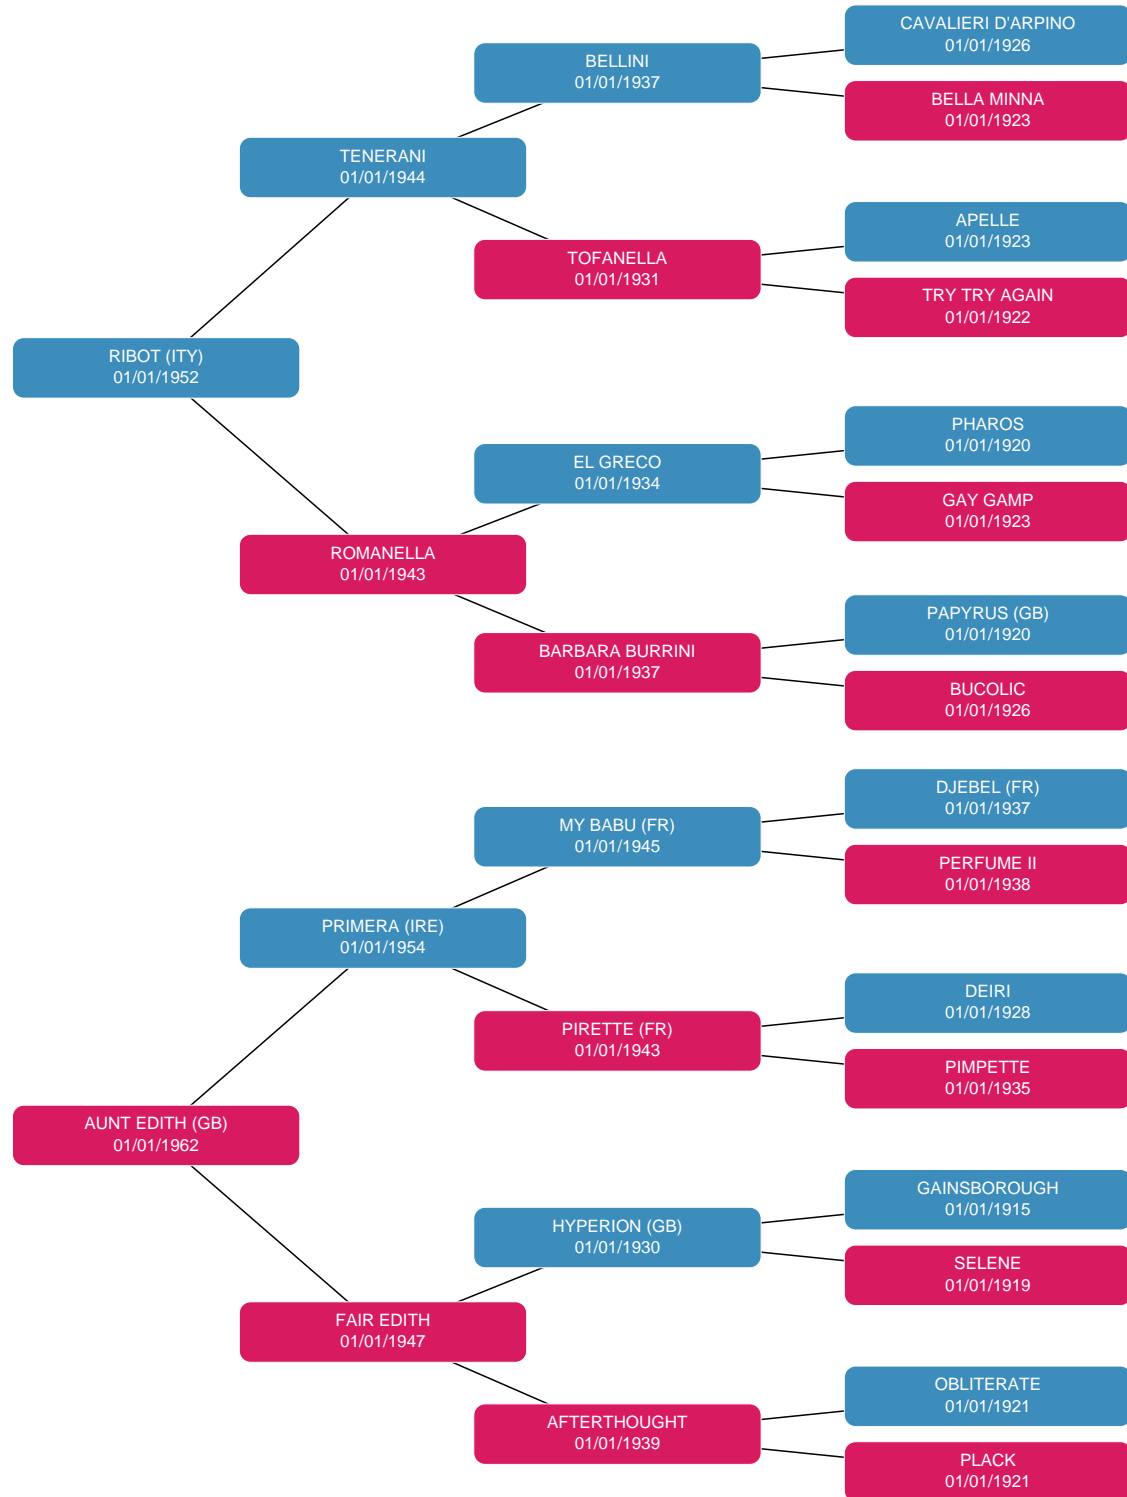 CAVALIERI D'ARPINO
01/01/1926
BELLINI
01/01/1937
BELLA MINNA
01/01/1923
TENERANI
01/01/1944
APELLE
01/01/1923
TOFANELLA
01/01/1931
TRY TRY AGAIN
01/01/1922
RIBOT (ITY)
01/01/1952
PHAROS
01/01/1920
EL GRECO
01/01/1934
GAY GAMP
01/01/1923
ROMANELLA
01/01/1943
PAPYRUS (GB)
01/01/1920
BARBARA BURRINI
01/01/1937
BUCOLIC
01/01/1926
DJEBEL (FR)
01/01/1937
MY BABU (FR)
01/01/1945
PERFUME II
01/01/1938
PRIMERA (IRE)
01/01/1954
DEIRI
01/01/1928
PIRETTE (FR)
01/01/1943
PIMPETTE
01/01/1935
AUNT EDITH (GB)
01/01/1962
GAINSBOROUGH
01/01/1915
HYPERION (GB)
01/01/1930
SELENE
01/01/1919
FAIR EDITH
01/01/1947
OBLITERATE
01/01/1921
AFTERTHOUGHT
01/01/1939
PLACK
01/01/1921